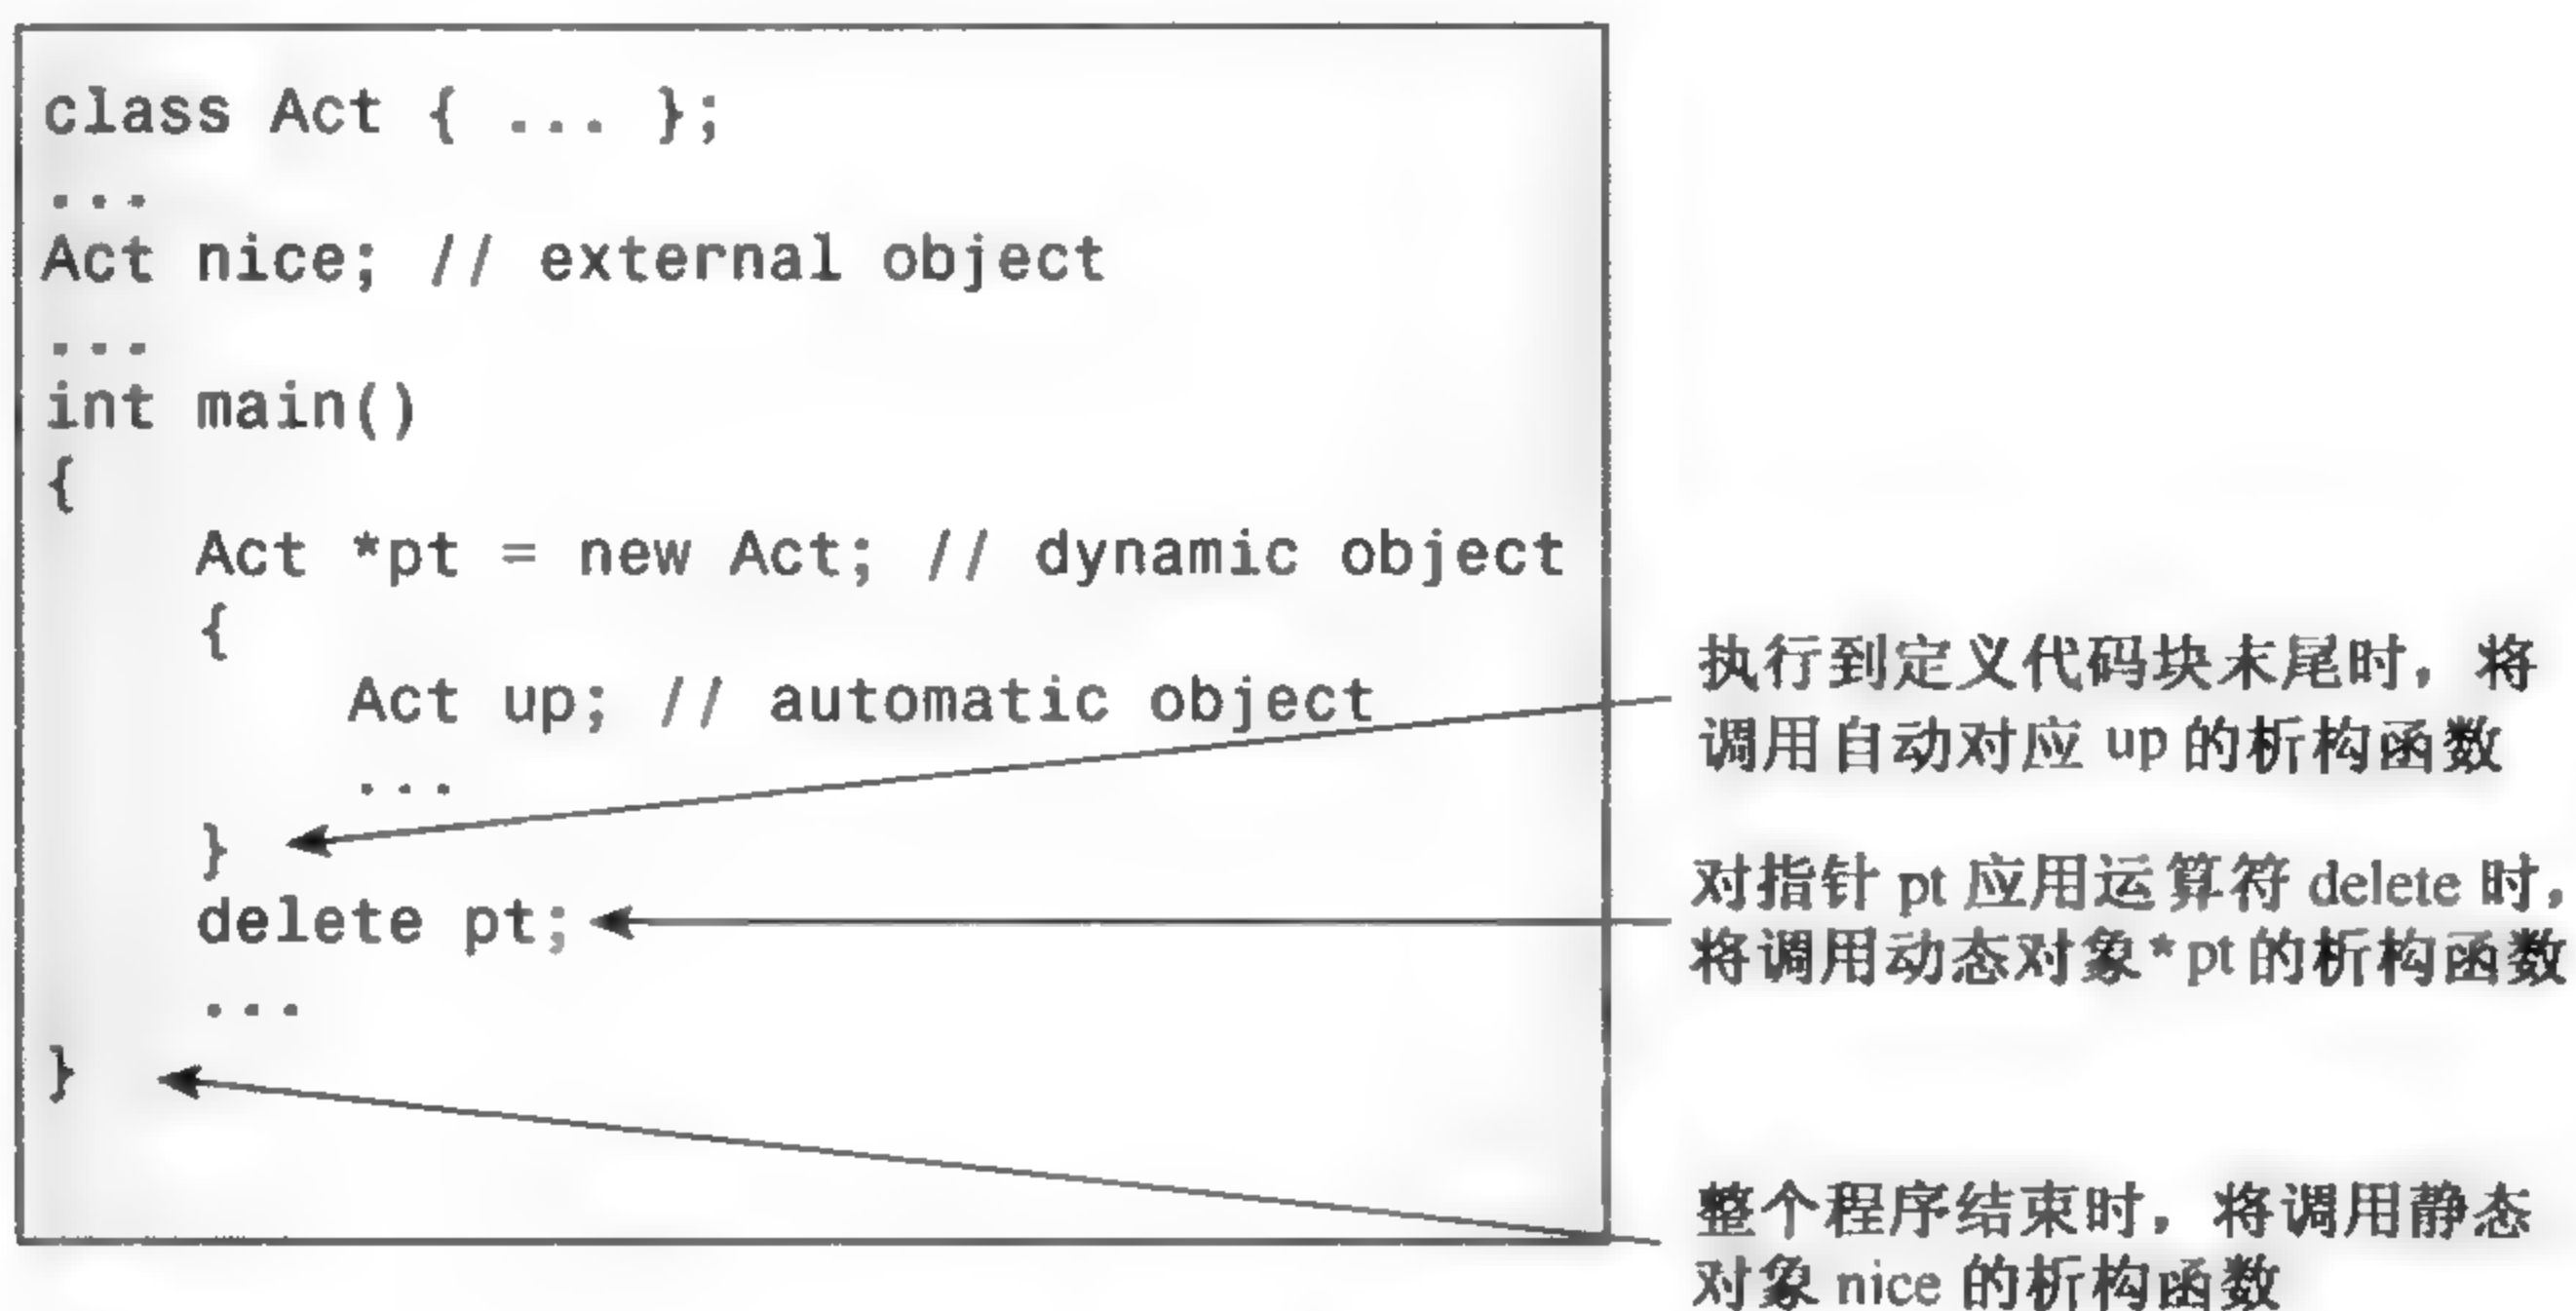 class Act { ... };
...
Act nice; // external object
...
int main()
{
Act *pt = new Act; // dynamic object
{
Act up; // automatic object
...
}
delete pt;
...
}
执行到定义代码块末尾时，将
调用自动对应 up 的析构函数
对指针 pt 应用运算符 delete 时，
将调用动态对象*pt 的析构函数
整个程序结束时，将调用静态
对象 nice 的析构函数